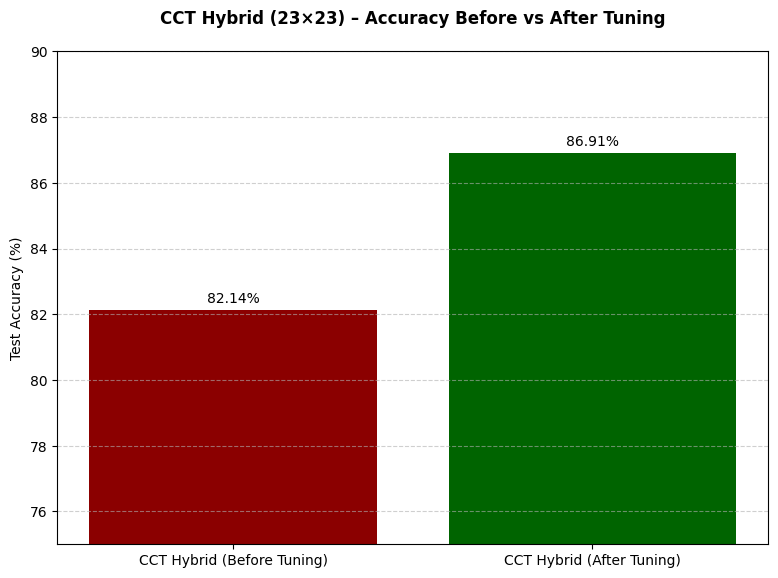 CCT Hybrid (23×23) – Accuracy Before vs After Tuning
Test Accuracy (%)
90
88
86
84
82
80
78
76
82.14%
86.91%
CCT Hybrid (Before Tuning)
CCT Hybrid (After Tuning)